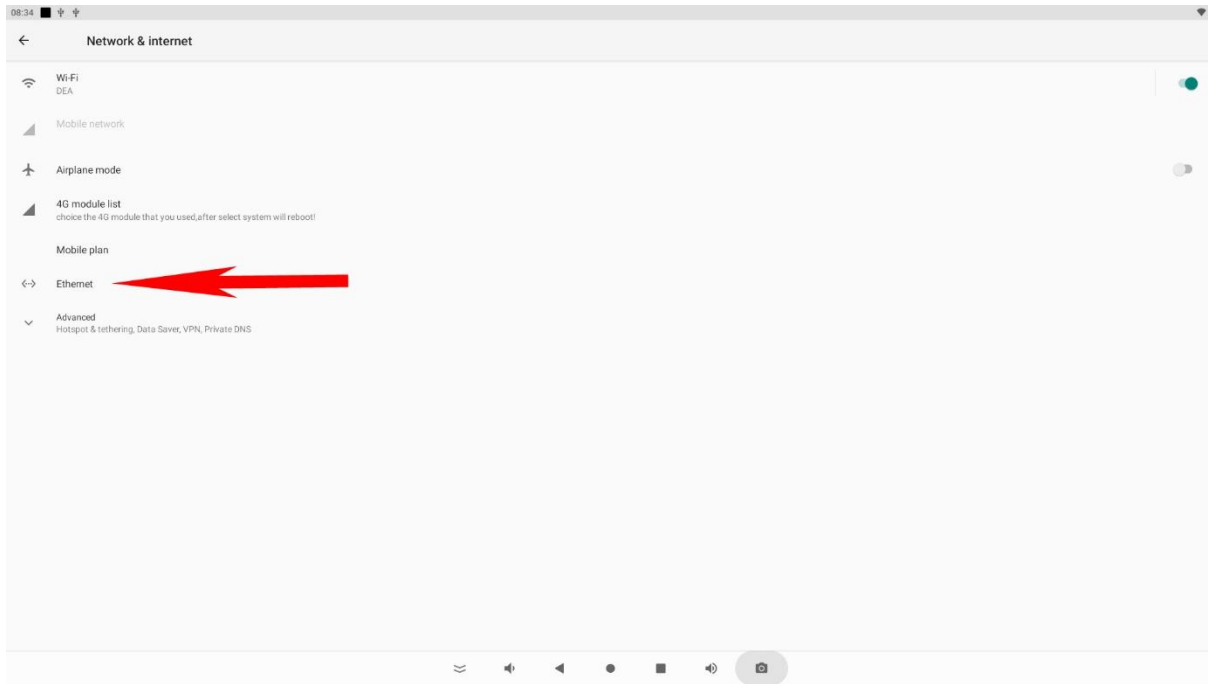 08:34
Network & internet
Wi-Fi
DEA
Mobile network
Airplane mode
4G module list
choice the 4G module that you used,after select system will reboot!
Mobile plan
Ethernet
Advanced
Hotspot & tethering, Data Saver, VPN, Private DNS